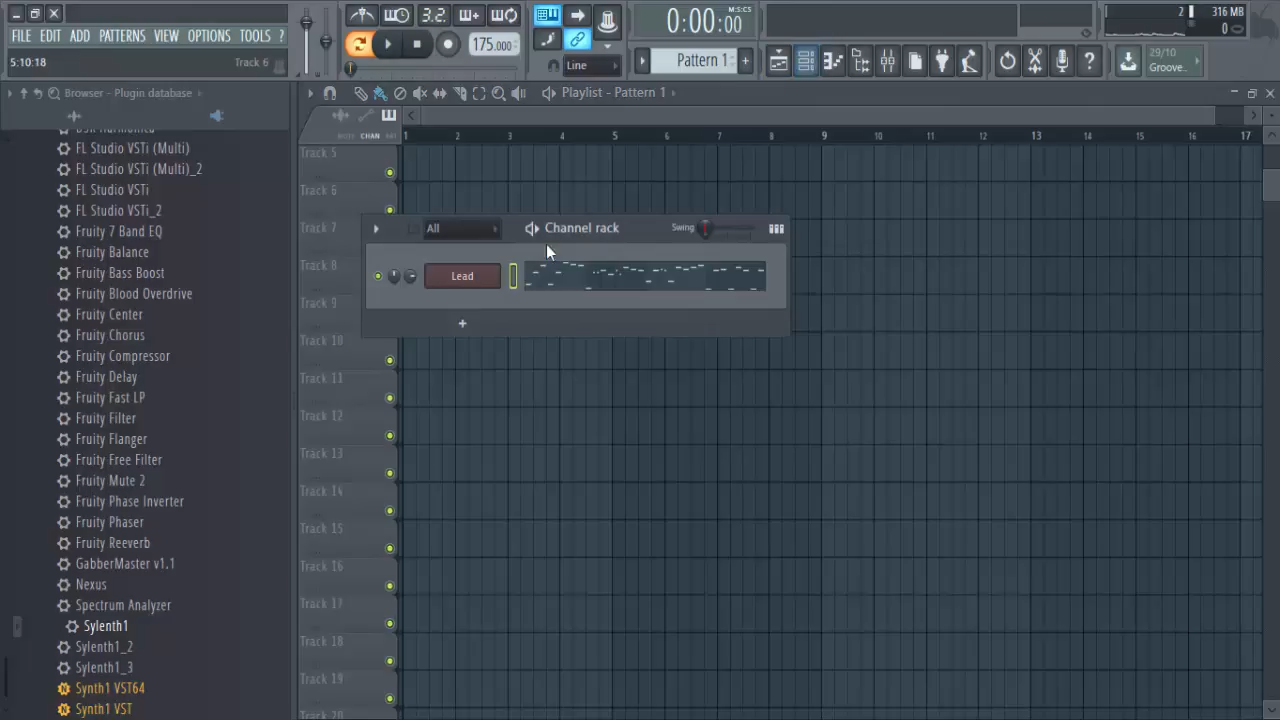 3.2.
0:00:00
M:S:CS
2
316 MB
0
FILE EDIT ADD PATTERNS VIEW OPTIONS TOOLS ?
175.000
5:10:18
Track 6
Line
Pattern 1
29/10
Groove..
Browser - Plugin database
Playlist - Pattern 1
NOTE CHAN PAT
1 2 3 4 5 6 7 8 9 10 11 12 13 14 15 16 17
FL Studio VSTi (Multi)
FL Studio VSTi (Multi)_2
FL Studio VSTi
FL Studio VSTi_2
Fruity 7 Band EQ
Fruity Balance
Fruity Bass Boost
Fruity Blood Overdrive
Fruity Center
Fruity Chorus
Fruity Compressor
Fruity Delay
Fruity Fast LP
Fruity Filter
Fruity Flanger
Fruity Free Filter
Fruity Mute 2
Fruity Phase Inverter
Fruity Phaser
Fruity Reeverb
GabberMaster v1.1
Nexus
Spectrum Analyzer
Sylenth1
Sylenth1_2
Sylenth1_3
Synth1 VST64
Synth1 VST
Track 5
Track 6
Track 7
Track 8
Track 9
Track 10
Track 11
Track 12
Track 13
Track 14
Track 15
Track 16
Track 17
Track 18
Track 19
Track 20
All
Channel rack
Swing
Lead
+